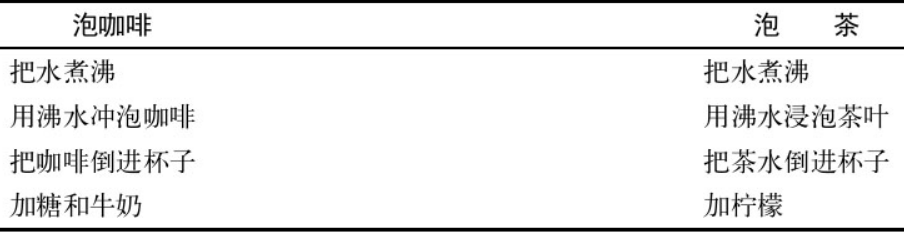 泡咖啡 泡 茶
把水煮沸 把水煮沸
用沸水冲泡咖啡 用沸水浸泡茶叶
把咖啡倒进杯子 把茶水倒进杯子
加糖和牛奶 加柠檬